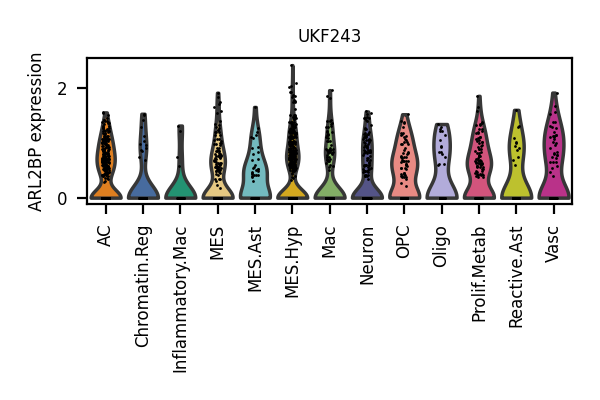 UKF243
ARL2BP expression
2
0
AC
Chromatin.Reg
Inflammatory.Mac
MES
MES.Ast
MES.Hyp
Mac
Neuron
OPC
Oligo
Prolif.Metab
Reactive.Ast
Vasc